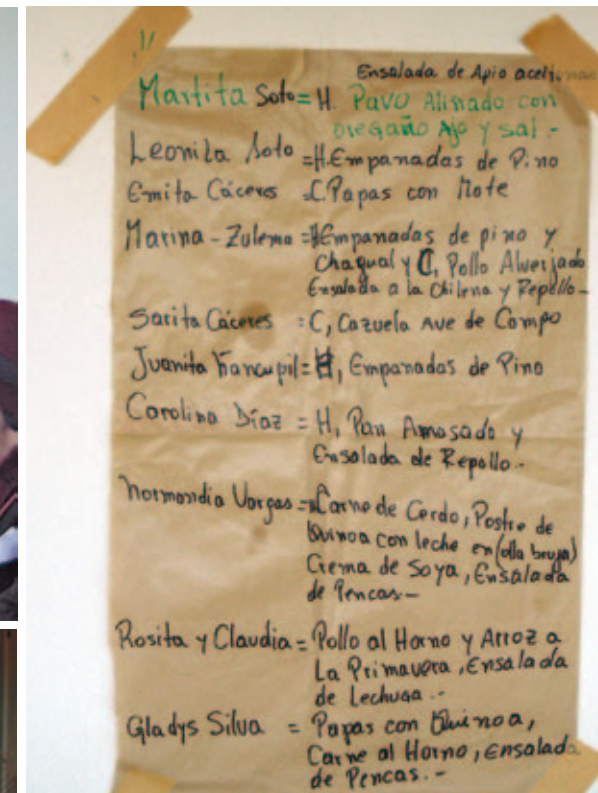 Ensalada de Apio aceitunas
Martita Soto = H. Pavo Alinado con
oregaño Ajo y sal.-
Leonila Soto = H. Empanadas de Pino
Emita Cáceres = C. Papas con Mote
Marina - Zulema = H Empanadas de pino y
Chagual y C, Pollo Alverjado
Ensalada a la Chilena y Repollo -
Sarita Cáceres = C, Cazuela Ave de Campo
Juanita = H, Empanadas de Pino
Carolina Díaz = H, Pan Amasado y
Ensalada de Repollo.-
Normandia Vargas = Carne de Cerdo, Postre de
Quinoa con leche en (olla bruja)
Crema de Soya, Ensalada
de Pencas.-
Rosita y Claudia = Pollo al Horno y Arroz a
La Primavera, Ensalada
de Lechuga.-
Gladys Silva = Papas con Quinoa,
Carne al Horno, Ensalada
de Pencas.-